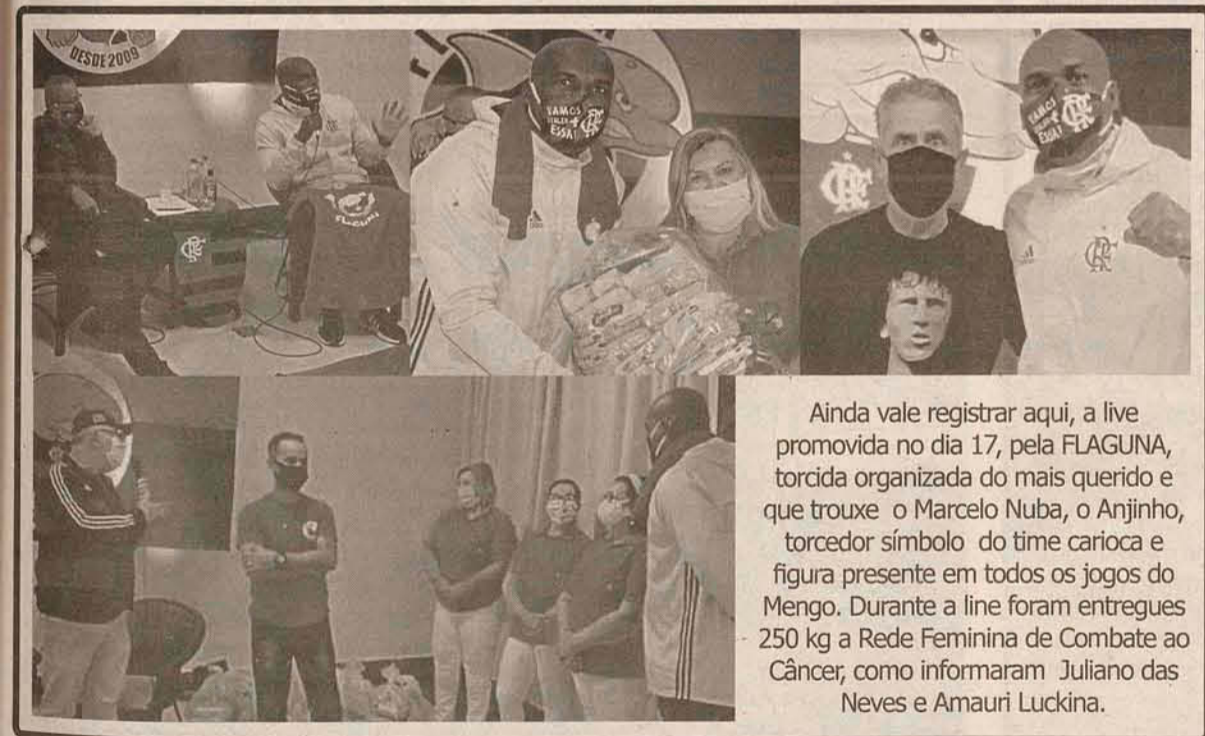 DESDE 2009
FLAGUNA
VAMOS
VENCER
ESSA!
VAMOS
ESSA!
Ainda vale registrar aqui, a live
promovida no dia 17, pela FLAGUNA,
torcida organizada do mais querido e
que trouxe o Marcelo Nuba, o Anjinho,
torcedor símbolo do time carioca e
figura presente em todos os jogos do
Mengo. Durante a line foram entregues
250 kg a Rede Feminina de Combate ao
Câncer, como informaram Juliano das
Neves e Amauri Luckina.